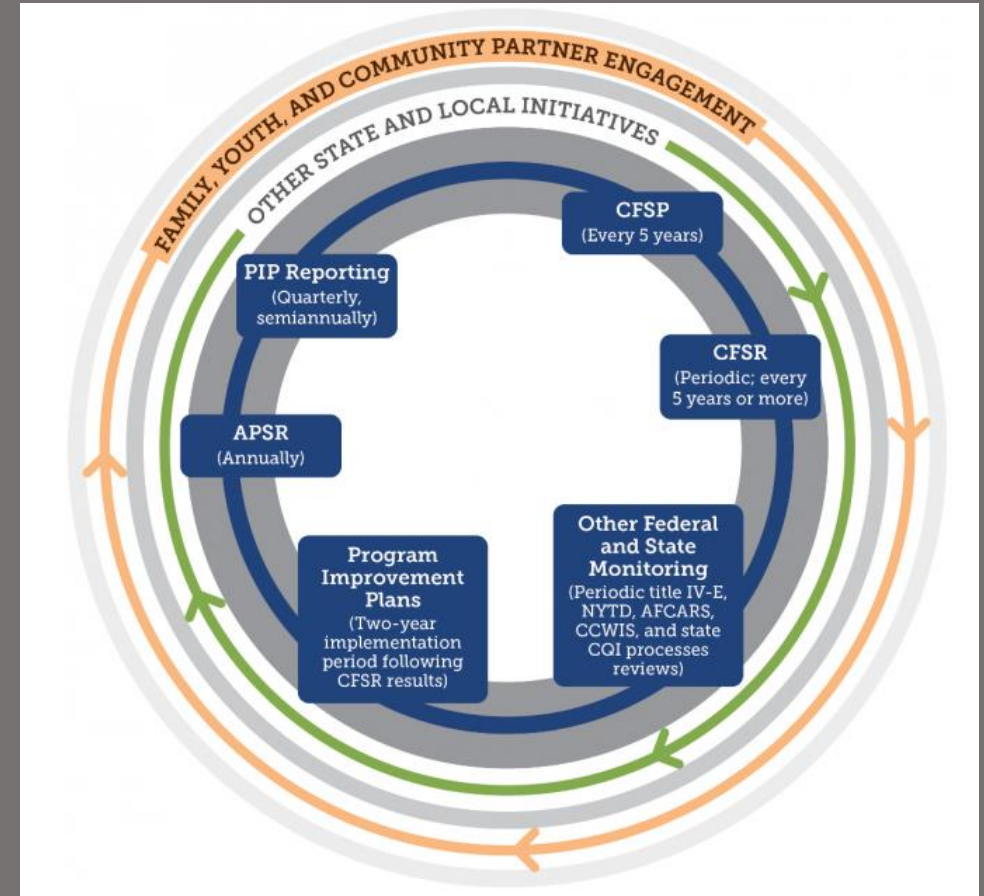 FAMILY, YOUTH, AND COMMUNITY PARTNER ENGAGEMENT
OTHER STATE AND LOCAL INITIATIVES
CFSP
(Every 5 years)
CFSR
(Periodic; every
5 years or more)
Other Federal
and State
Monitoring
(Periodic title IV-E,
NYTD, AFCARS,
CCWIS, and state
CQI processes
reviews)
Program
Improvement
Plans
(Two-year
implementation
period following
CFSR results)
APSR
(Annually)
PIP Reporting
(Quarterly,
semiannually)